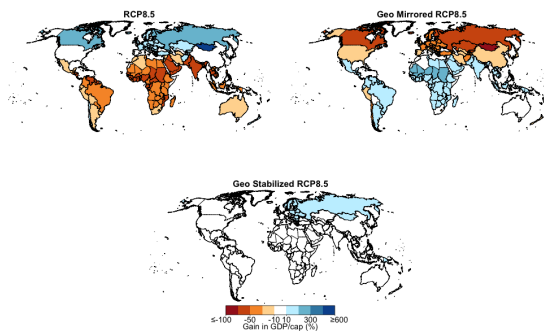 RCP8.5
Geo Mirrored RCP8.5
Geo Stabilized RCP8.5
≤-100 -50 -10 10 300 ≥600
Gain in GDP/cap (%)